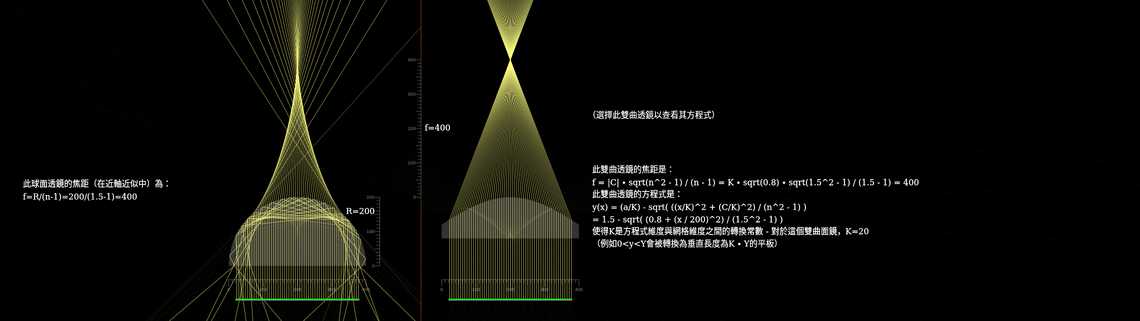 此球面透鏡的焦距（在近軸近似中）為：
f=R/(n-1)=200/(1.5-1)=400
R=200
f=400
（選擇此雙曲透鏡以查看其方程式）
此雙曲透鏡的焦距是：
f = |C| • sqrt(n^2 - 1) / (n - 1) = K • sqrt(0.8) • sqrt(1.5^2 - 1) / (1.5 - 1) = 400
此雙曲透鏡的方程式是：
y(x) = (a/K) - sqrt( ((x/K)^2 + (C/K)^2) / (n^2 - 1) )
= 1.5 - sqrt( (0.8 + (x / 200)^2) / (1.5^2 - 1) )
使得K是方程式維度與網格維度之間的轉換常數 - 對於這個雙曲面鏡，K=20
（例如0<y<Y會被轉換為垂直長度為K • Y的平板）